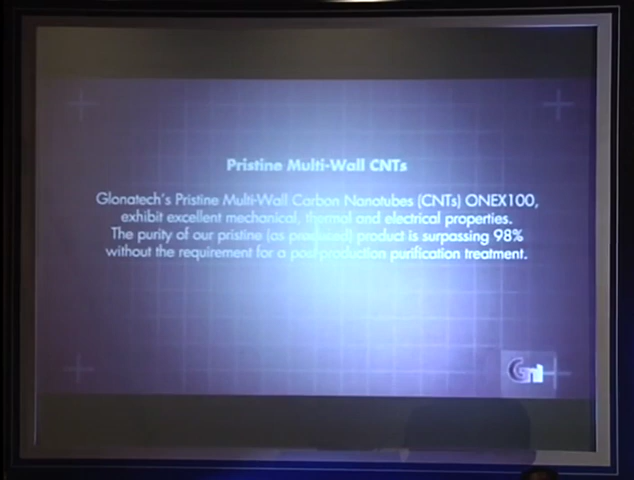 Pristine Multi-Wall CNTs
Glonatech's Pristine Multi-Wall Carbon Nanotubes (CNTs) ONEX100,
exhibit excellent mechanical, thermal and electrical properties.
The purity of our pristine (as produced) product is surpassing 98%
without the requirement for a post-production purification treatment.